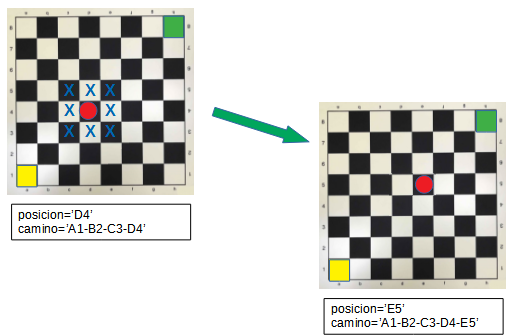 X X X
X X
X X X
posicion='D4'
camino='A1-B2-C3-D4'
posicion='E5'
camino='A1-B2-C3-D4-E5'